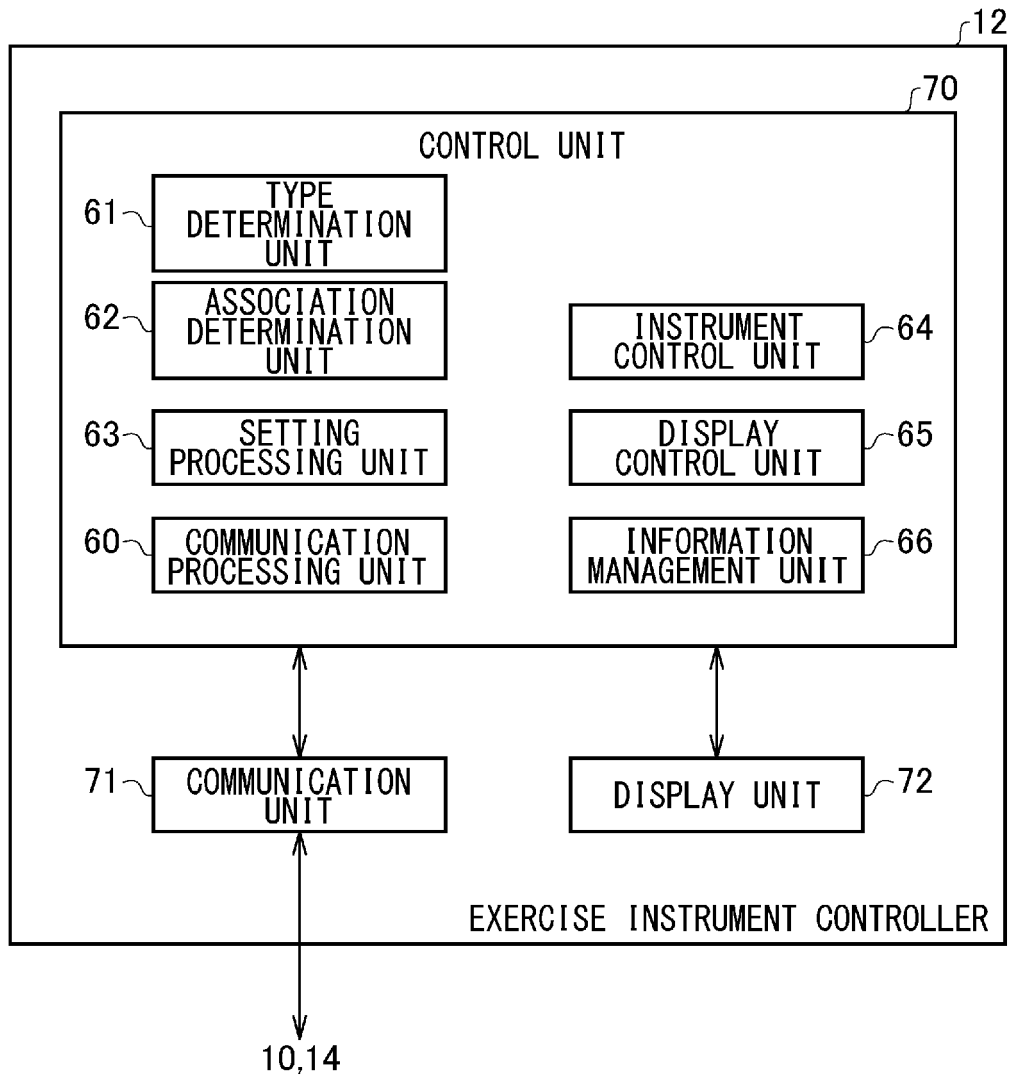 12
70
CONTROL UNIT
61
TYPE
DETERMINATION
UNIT
62
ASSOCIATION
DETERMINATION
UNIT
INSTRUMENT
CONTROL UNIT
64
63
SETTING
PROCESSING UNIT
DISPLAY
CONTROL UNIT
65
60
COMMUNICATION
PROCESSING UNIT
INFORMATION
MANAGEMENT UNIT
66
71
COMMUNICATION
UNIT
DISPLAY UNIT
72
EXERCISE INSTRUMENT CONTROLLER
10,14